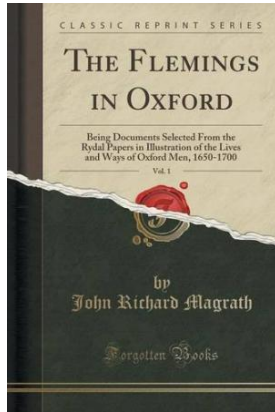 CLASSIC REPRINT SERIES
THE FLEMINGS
IN OXFORD
Being Documents Selected From the
Rydal Papers in Illustration of the Lives
and Ways of Oxford Men, 1650-1700
Vol. 1
by
John Richard Magrath
Forgotten Books